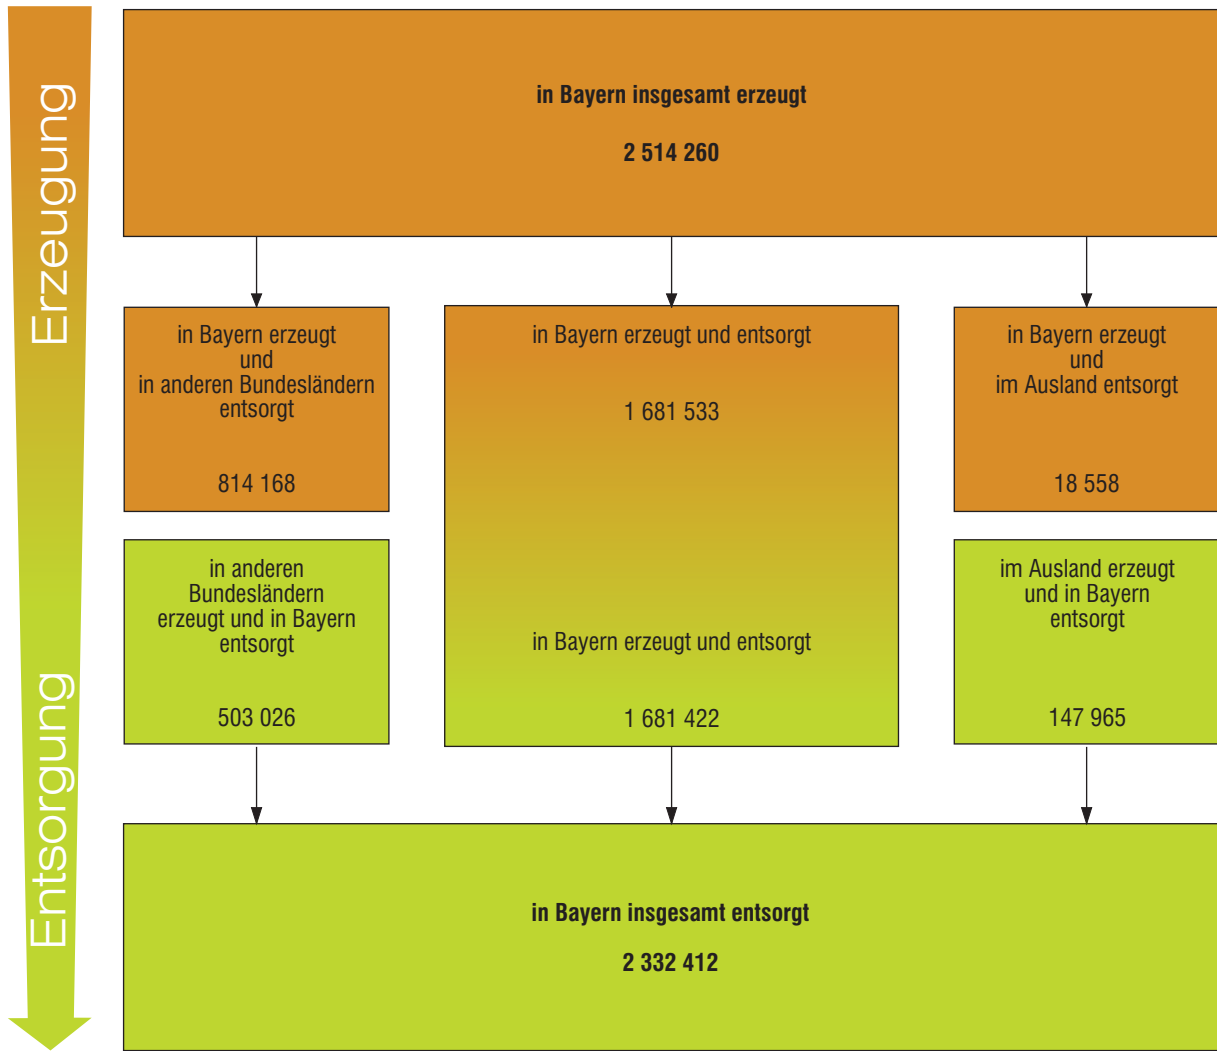 Erzeugung
in Bayern insgesamt erzeugt
2 514 260
in Bayern erzeugt
und
in anderen Bundesländern
entsorgt
814 168
in Bayern erzeugt und entsorgt
1 681 533
in Bayern erzeugt
und
im Ausland entsorgt
18 558
Entsorgung
in anderen
Bundesländern
erzeugt und in Bayern
entsorgt
503 026
in Bayern erzeugt und entsorgt
1 681 422
im Ausland erzeugt
und in Bayern
entsorgt
147 965
in Bayern insgesamt entsorgt
2 332 412